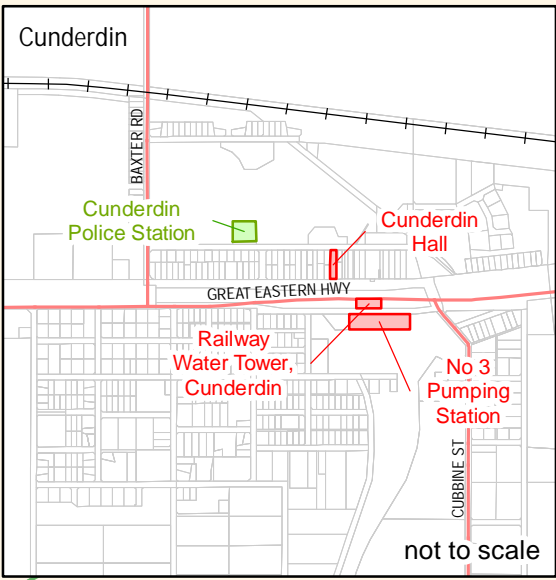 Cunderdin
BAXTER RD
Cunderdin
Police Station
Cunderdin
Hall
GREAT EASTERN HWY
Railway
Water Tower,
Cunderdin
No 3
Pumping
Station
CUBBINE ST
not to scale